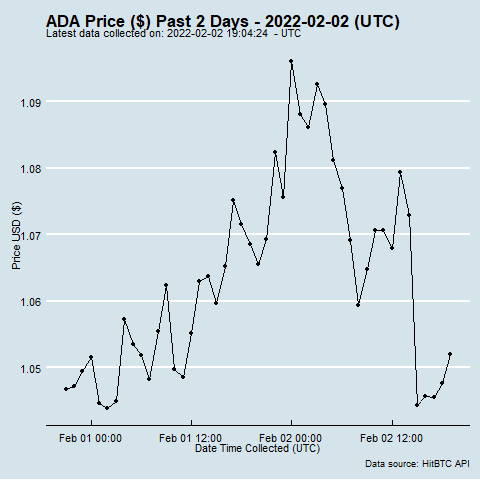 ADA Price ($) Past 2 Days - 2022-02-02 (UTC)
Latest data collected on: 2022-02-02 19:04:24 - UTC
1.09
1.08
1.07
1.06
1.05
Price USD ($)
Feb 01 00:00 Feb 01 12:00 Feb 02 00:00 Feb 02 12:00
Date Time Collected (UTC)
Data source: HitBTC API